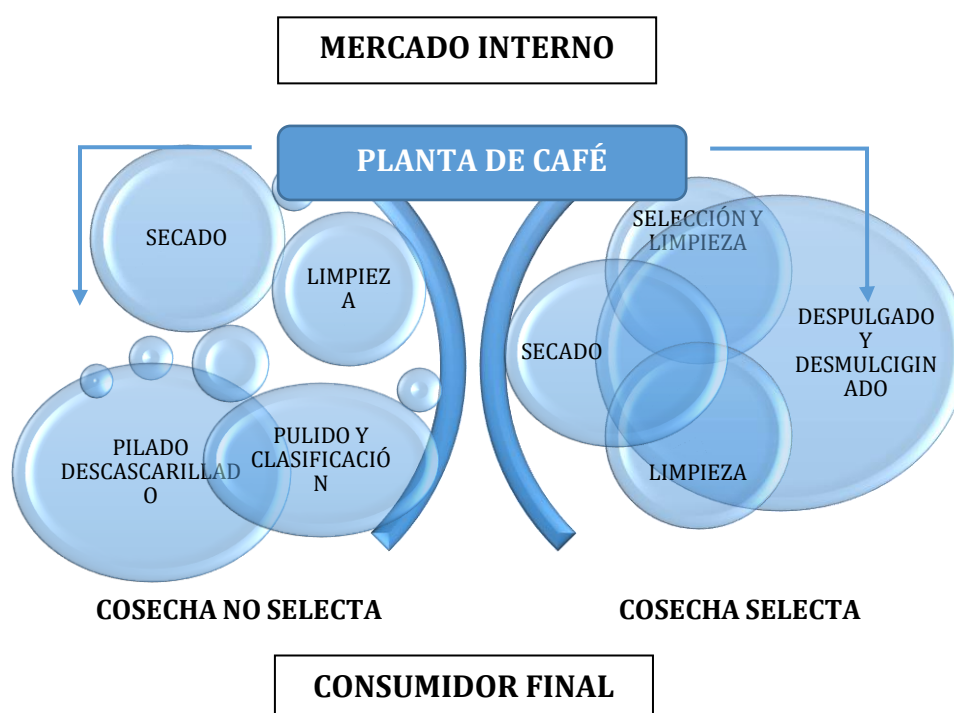 MERCADO INTERNO
PLANTA DE CAFÉ
SECADO
LIMPIEZ
A
PILADO
DESCASCARILLAD
O
PULIDO Y
CLASIFICACIÓ
N
SELECCIÓN Y
LIMPIEZA
SECADO
DESPULGADO
Y
DESMULCIGIN
ADO
LIMPIEZA
COSECHA NO SELECTA
COSECHA SELECTA
CONSUMIDOR FINAL